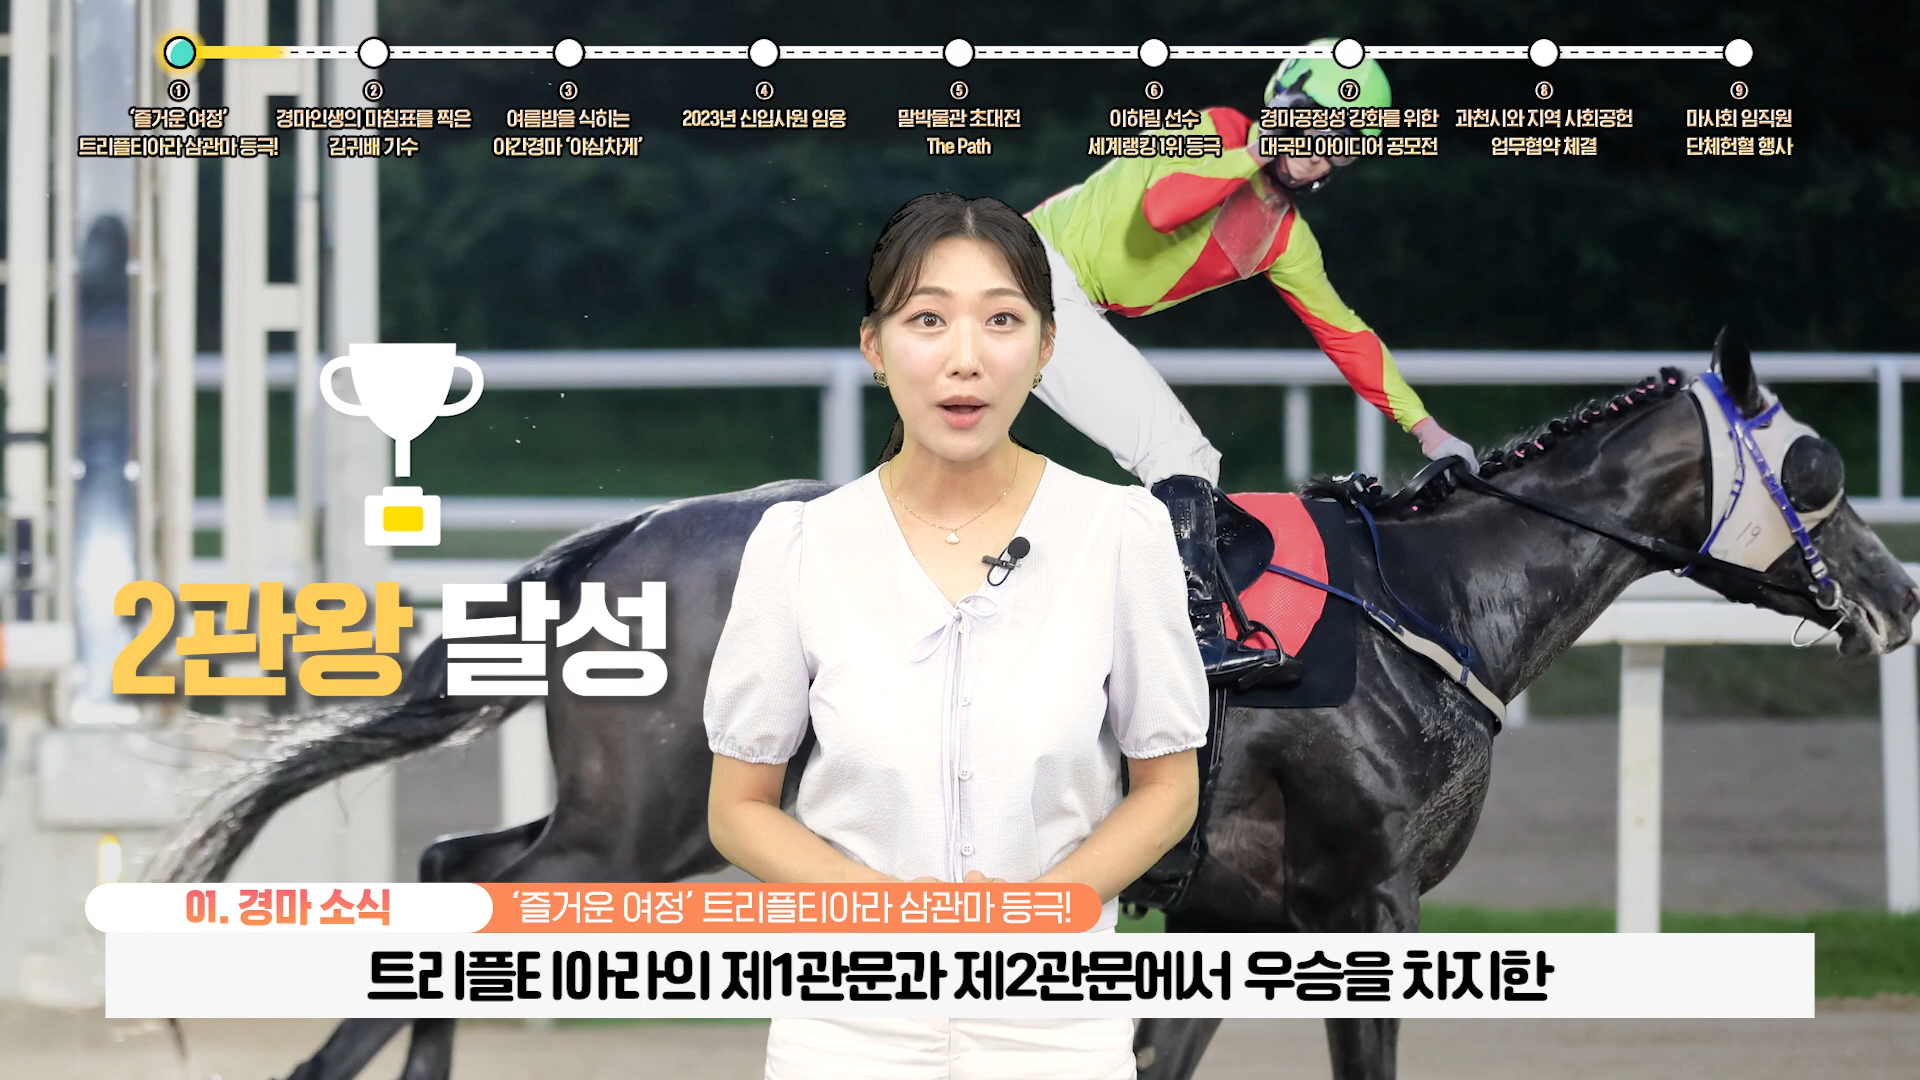 ①
‘즐거운 여정’
트리플티아라 삼관마 등극!
②
경마인생의 마침표를 찍은
김귀배 기수
③
여름밤을 식히는
야간경마 ‘야심차게’
④
2023년 신입사원 임용
⑤
말박물관 초대전
The Path
⑥
이하림 선수
세계랭킹 1위 등극
⑦
경마공정성 강화를 위한
대국민 아이디어 공모전
⑧
과천시와 지역 사회공헌
업무협약 체결
⑨
마사회 임직원
단체헌혈 행사
2관왕 달성
01. 경마 소식
‘즐거운 여정’ 트리플티아라 삼관마 등극!
트리플티아라의 제1관문과 제2관문에서 우승을 차지한